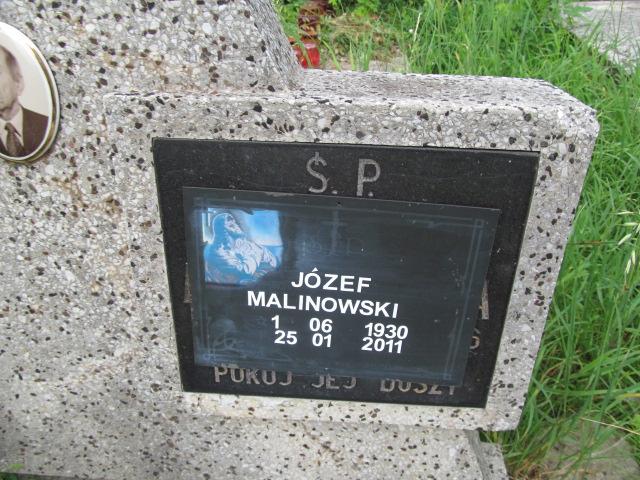 Ś. P.
JÓZEF
MALINOWSKI
1 06 1930
25 01 2011
POKÓJ JEJ DUSZY